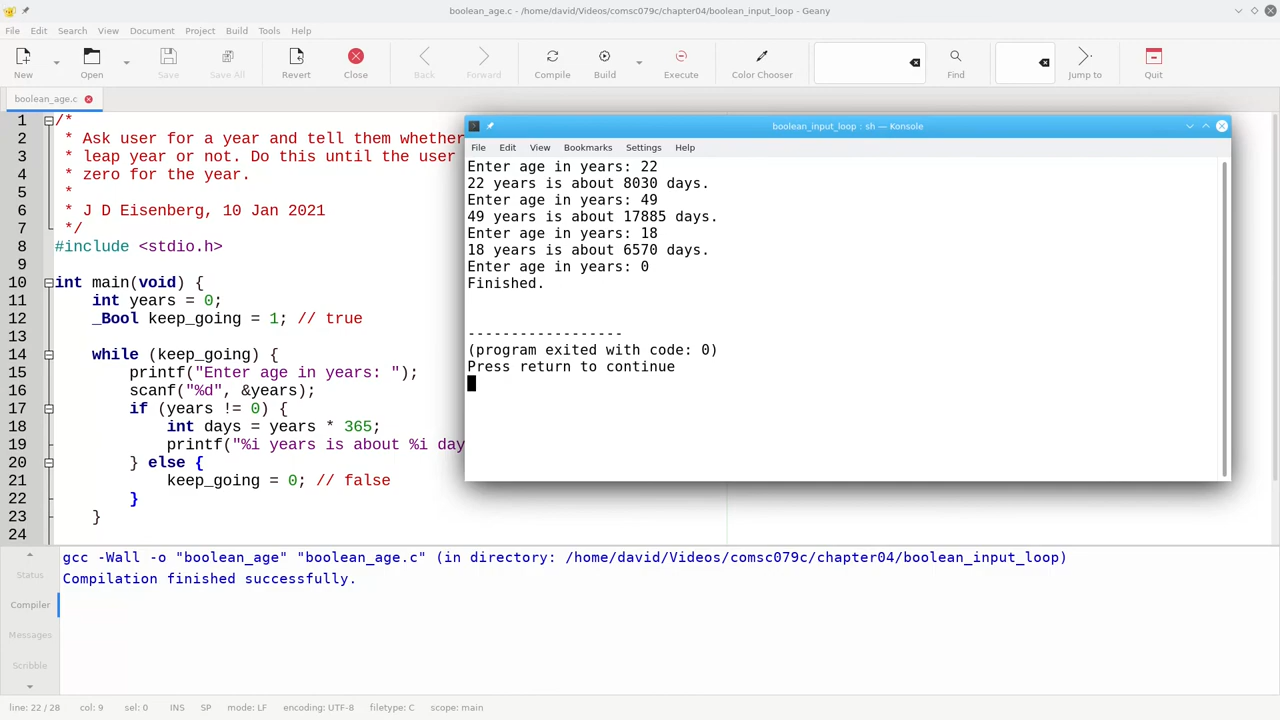 boolean_age.c - /home/david/Videos/comsc079c/chapter04/boolean_input_loop - Geany
File Edit Search View Document Project Build Tools Help
New Open Save Save All Revert Close Back Forward Compile Build Execute Color Chooser Find Jump to Quit
boolean_age.c
1 /*
2 * Ask user for a year and tell them whether
3 * leap year or not. Do this until the user
4 * zero for the year.
5 *
6 * J D Eisenberg, 10 Jan 2021
7 */
8 #include <stdio.h>
9
10 int main(void) {
11 int years = 0;
12 _Bool keep_going = 1; // true
13
14 while (keep_going) {
15 printf("Enter age in years: ");
16 scanf("%d", &years);
17 if (years != 0) {
18 int days = years * 365;
19 printf("%i years is about %i day
20 } else {
21 keep_going = 0; // false
22 }
23 }
24
boolean_input_loop : sh — Konsole
File Edit View Bookmarks Settings Help
Enter age in years: 22
22 years is about 8030 days.
Enter age in years: 49
49 years is about 17885 days.
Enter age in years: 18
18 years is about 6570 days.
Enter age in years: 0
Finished.
------------------
(program exited with code: 0)
Press return to continue
Status
Compiler
Messages
Scribble
gcc -Wall -o "boolean_age" "boolean_age.c" (in directory: /home/david/Videos/comsc079c/chapter04/boolean_input_loop)
Compilation finished successfully.
line: 22 / 28 col: 9 sel: 0 INS SP mode: LF encoding: UTF-8 filetype: C scope: main